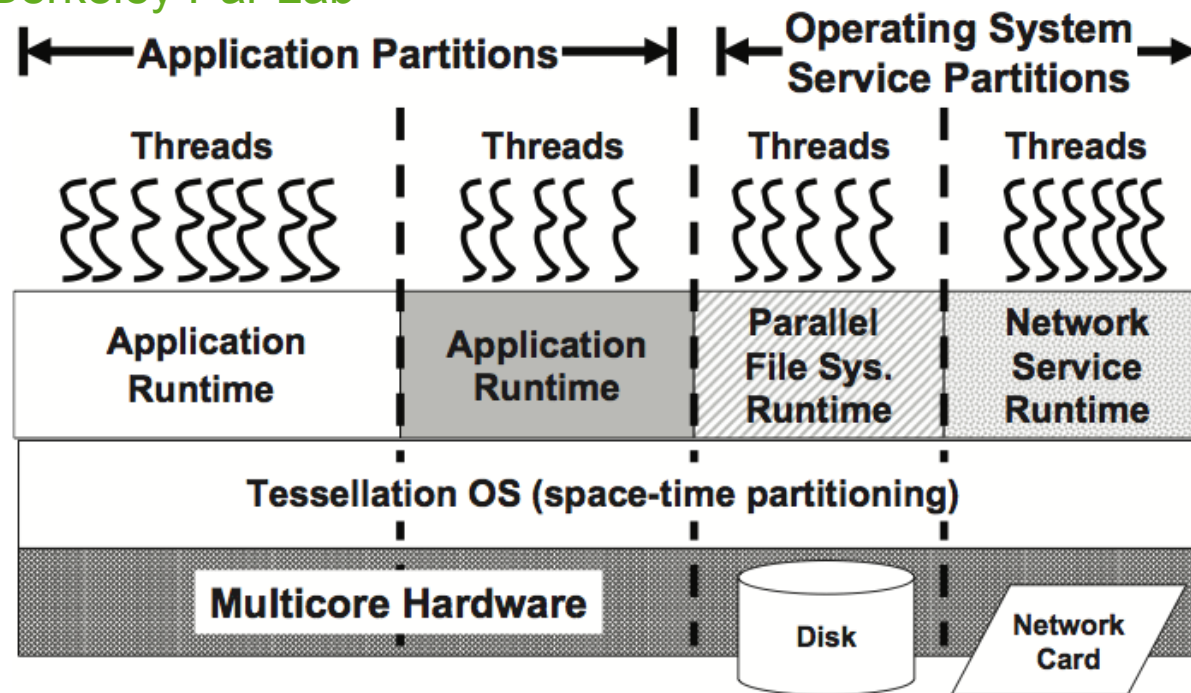 Berkeley Par Lab
Application Partitions
Operating System
Service Partitions
Threads
Threads
Threads
Threads
Application
Runtime
Application
Runtime
Parallel
File Sys.
Runtime
Network
Service
Runtime
Tessellation OS (space-time partitioning)
Multicore Hardware
Disk
Network
Card